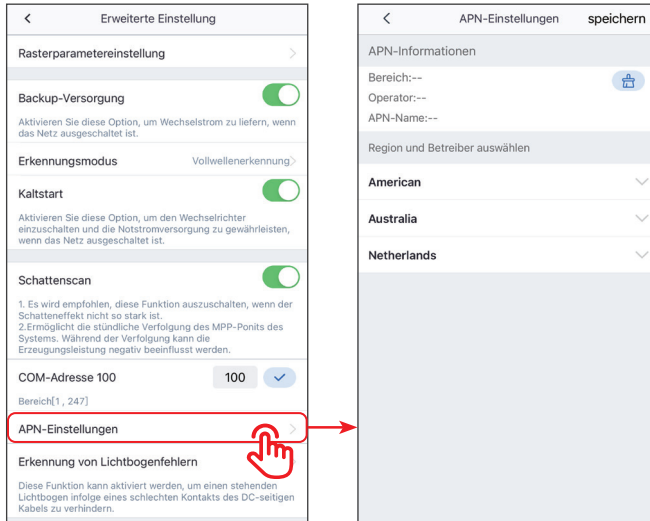 Erweiterte Einstellung
Rasterparametereinstellung
Backup-Versorgung
Aktivieren Sie diese Option, um Wechselstrom zu liefern, wenn
das Netz ausgeschaltet ist.
Erkennungsmodus Vollwellenerkennung
Kaltstart
Aktivieren Sie diese Option, um den Wechselrichter
einzuschalten und die Notstromversorgung zu gewährleisten,
wenn das Netz ausgeschaltet ist.
Schattenscan
1. Es wird empfohlen, diese Funktion auszuschalten, wenn der
Schatteneffekt nicht so stark ist.
2.Ermöglicht die stündliche Verfolgung des MPP-Ponits des
Systems. Während der Verfolgung kann die
Erzeugungsleistung negativ beeinflusst werden.
COM-Adresse 100 100
Bereich[1 , 247]
APN-Einstellungen
Erkennung von Lichtbogenfehlern
Diese Funktion kann aktiviert werden, um einen stehenden
Lichtbogen infolge eines schlechten Kontakts des DC-seitigen
Kabels zu verhindern.
APN-Einstellungen speichern
APN-Informationen
Bereich:--
Operator:--
APN-Name:--
Region und Betreiber auswählen
American
Australia
Netherlands